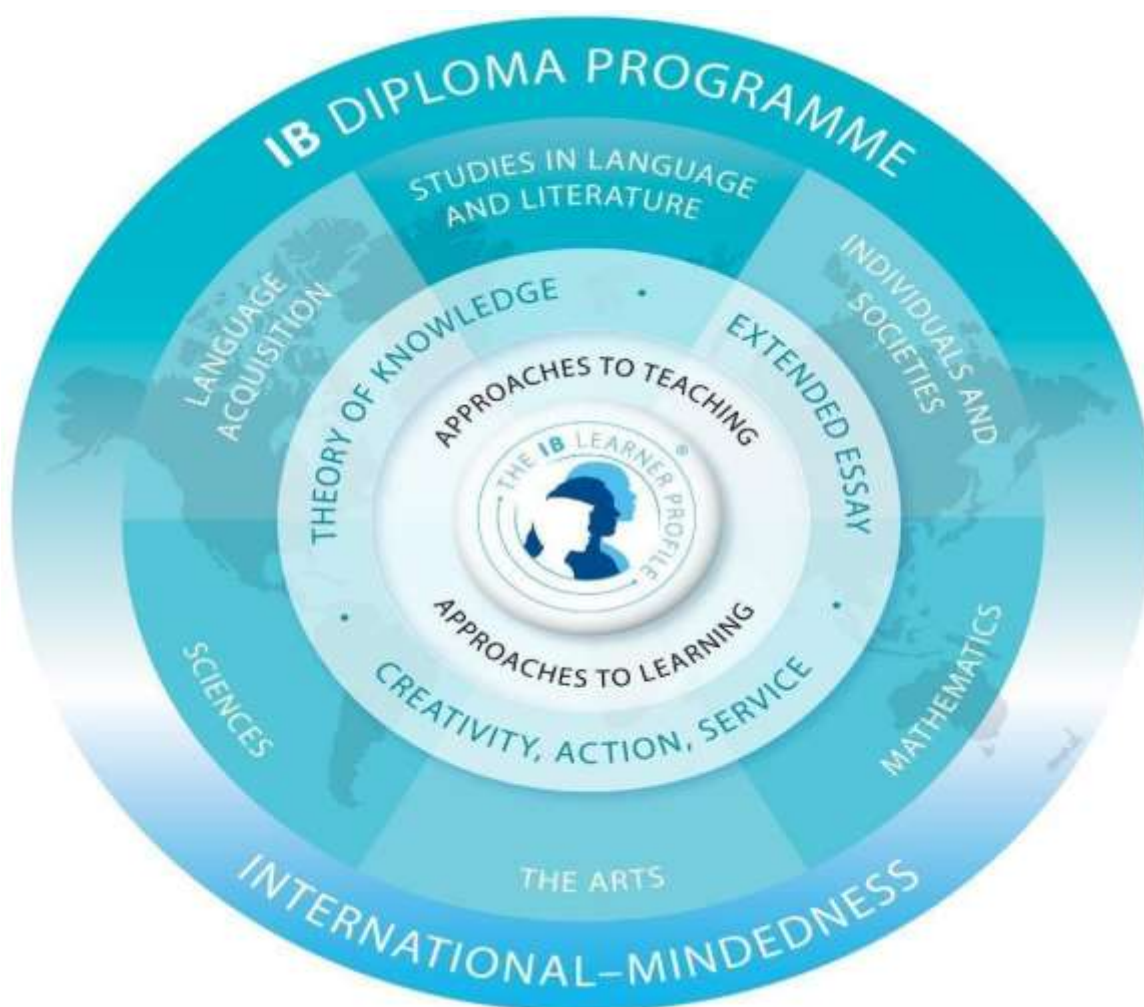 IB DIPLOMA PROGRAMME
STUDIES IN LANGUAGE
AND LITERATURE
LANGUAGE
ACQUISITION
INDIVIDUALS AND
SOCIETIES
THEORY OF KNOWLEDGE
EXTENDED ESSAY
APPROACHES TO TEACHING
THE IB LEARNER PROFILE ®
APPROACHES TO LEARNING
CREATIVITY, ACTION, SERVICE
SCIENCES
MATHEMATICS
THE ARTS
INTERNATIONAL–MINDEDNESS